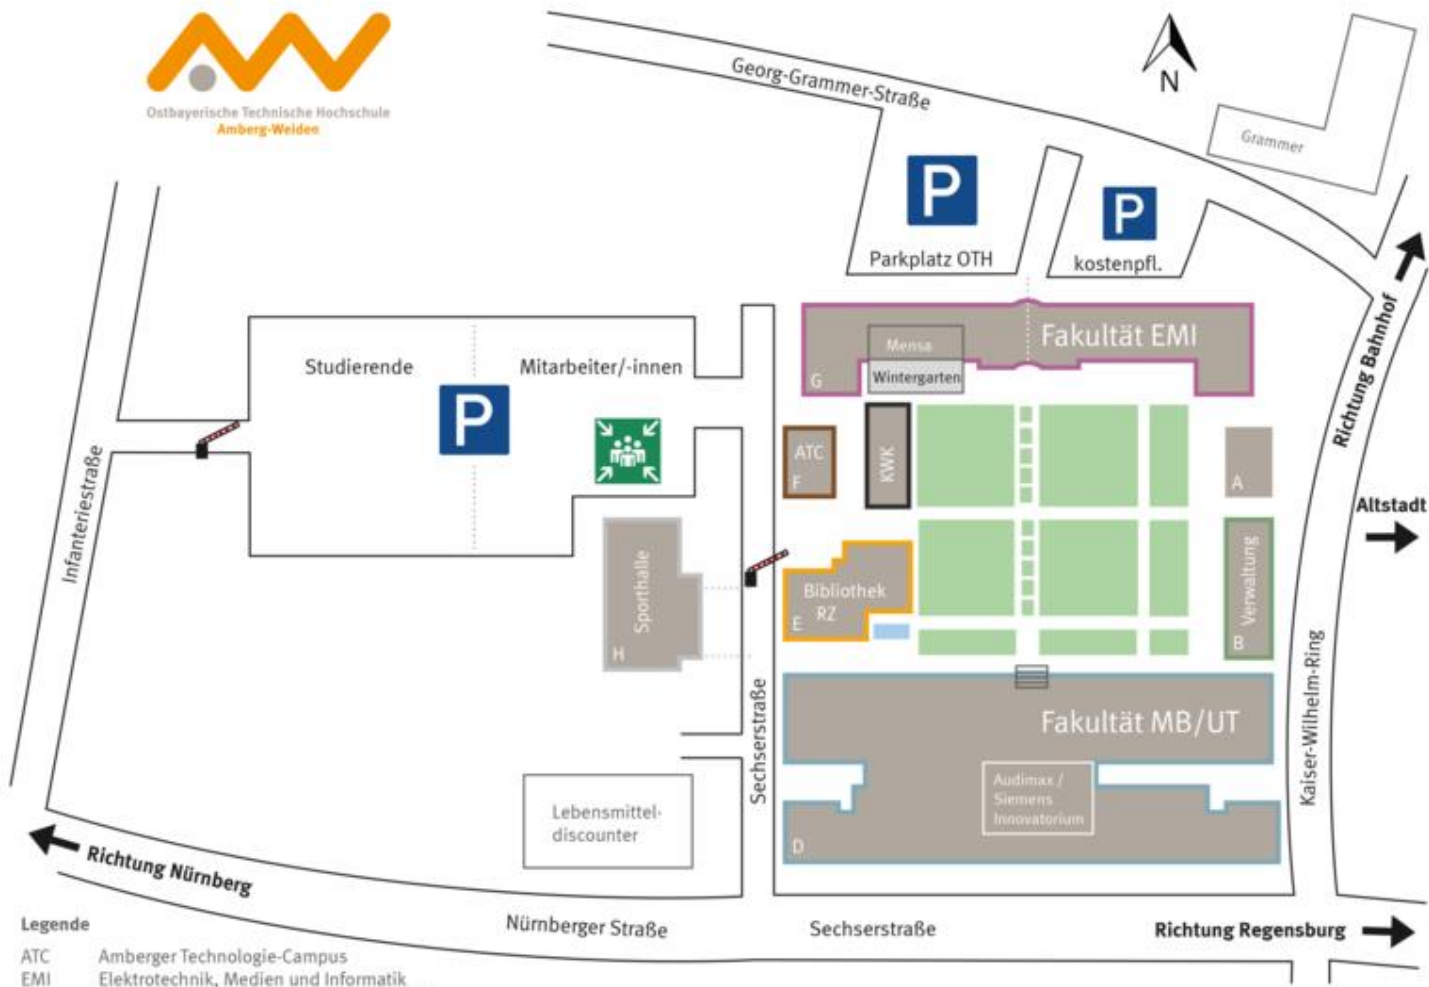 Ostbayerische Technische Hochschule
Amberg-Weiden
Georg-Grammer-Straße
N
Grammer
P
Parkplatz OTH
P
kostenpfl.
Richtung Bahnhof
Studierende
Mitarbeiter/-innen
P
Fakultät EMI
Mensa
Wintergarten
G
ATC
F
KWK
A
Altstadt
Infanteriestraße
Sporthalle
H
Bibliothek
RZ
E
Verwaltung
B
Sechserstraße
Fakultät MB/UT
Kaiser-Wilhelm-Ring
Audimax /
Siemens
Innovatorium
D
Lebensmittel-
discounter
Richtung Nürnberg
Nürnberger Straße
Sechserstraße
Richtung Regensburg
Legende
ATC Amberger Technologie-Campus
EMI Elektrotechnik, Medien und Informatik